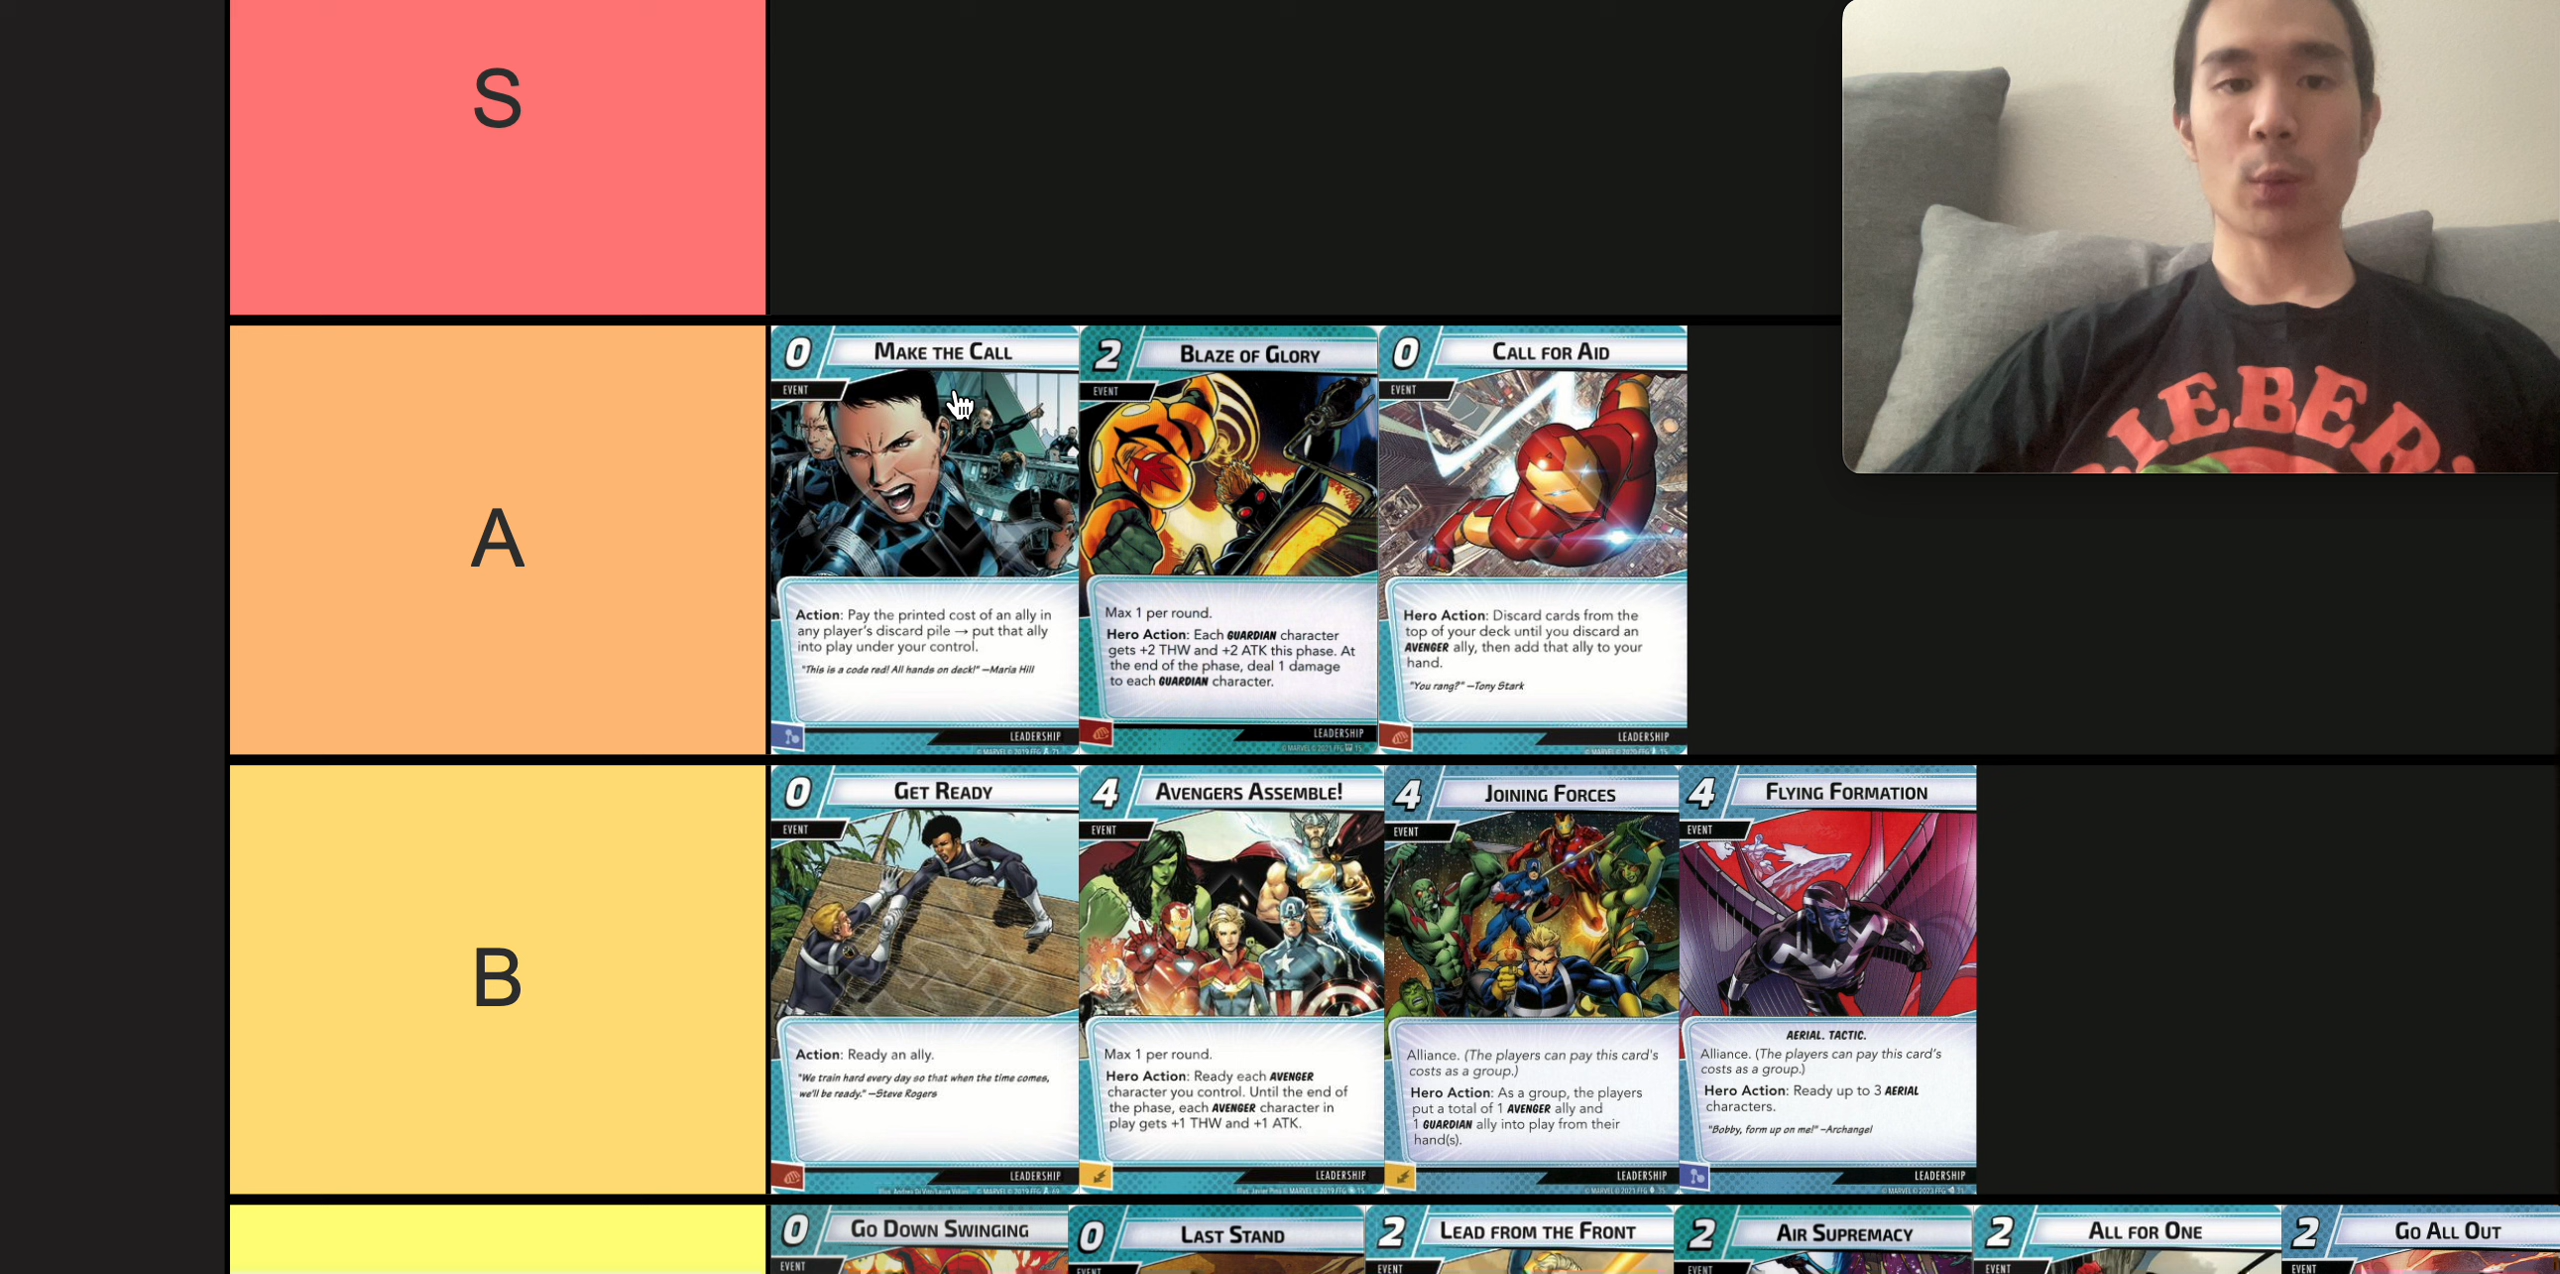 S
IEBER
A
0
MAKE THE CALL
EVENT
Action: Pay the printed cost of an ally in
any player's discard pile → put that ally
into play under your control.
"This is a code red! All hands on deck!" —Maria Hill
LEADERSHIP
2
BLAZE OF GLORY
EVENT
Max 1 per round.
Hero Action: Each GUARDIAN character
gets +2 THW and +2 ATK this phase. At
the end of the phase, deal 1 damage
to each GUARDIAN character.
LEADERSHIP
0
CALL FOR AID
EVENT
Hero Action: Discard cards from the
top of your deck until you discard an
AVENGER ally, then add that ally to your
hand.
"You rang?" —Tony Stark
LEADERSHIP
B
0
GET READY
EVENT
Action: Ready an ally.
"We train hard every day so that when the time comes,
we'll be ready." —Steve Rogers
LEADERSHIP
4
AVENGERS ASSEMBLE!
EVENT
Max 1 per round.
Hero Action: Ready each AVENGER
character you control. Until the end of
the phase, each AVENGER character in
play gets +1 THW and +1 ATK.
LEADERSHIP
4
JOINING FORCES
EVENT
Alliance. (The players can pay this card's
costs as a group.)
Hero Action: As a group, the players
put a total of 1 AVENGER ally and
1 GUARDIAN ally into play from their
hand(s).
LEADERSHIP
4
FLYING FORMATION
EVENT
AERIAL. TACTIC.
Alliance. (The players can pay this card's
costs as a group.)
Hero Action: Ready up to 3 AERIAL
characters.
"Bobby, form up on me!" —Archangel
LEADERSHIP
0
GO DOWN SWINGING
EVENT
0
LAST STAND
EVENT
2
LEAD FROM THE FRONT
EVENT
2
AIR SUPREMACY
EVENT
2
ALL FOR ONE
EVENT
2
GO ALL OUT
EVENT